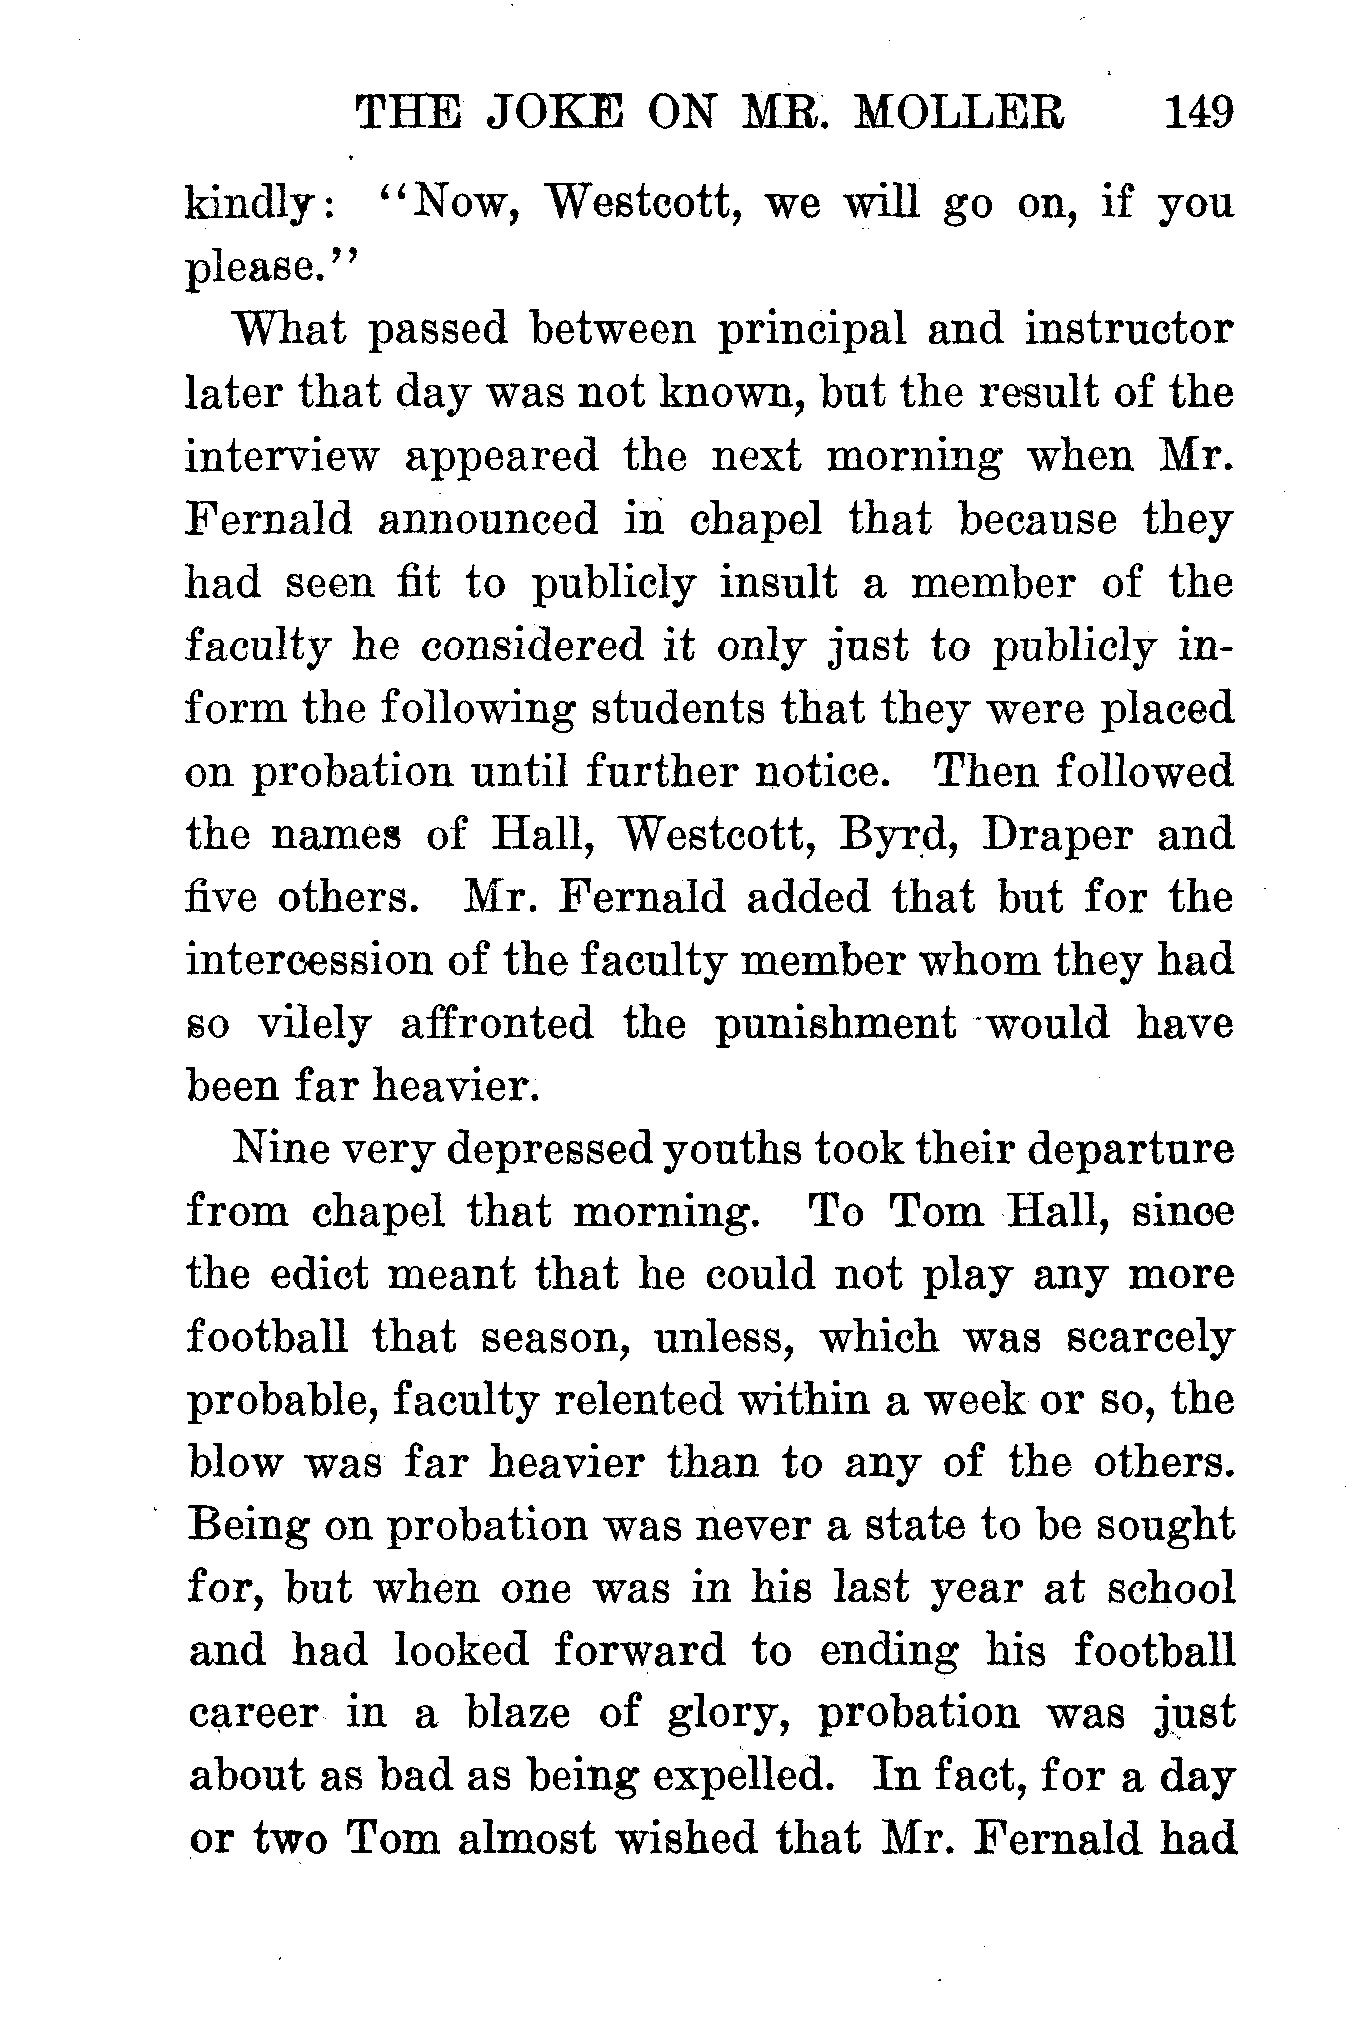 THE JOKE ON MR. MOLLER 149
kindly: "Now, Westcott, we will go on, if you
please."
What passed between principal and instructor
later that day was not known, but the result of the
interview appeared the next morning when Mr.
Fernald announced in chapel that because they
had seen fit to publicly insult a member of the
faculty he considered it only just to publicly in-
form the following students that they were placed
on probation until further notice. Then followed
the names of Hall, Westcott, Byrd, Draper and
five others. Mr. Fernald added that but for the
intercession of the faculty member whom they had
so vilely affronted the punishment would have
been far heavier.
Nine very depressed youths took their departure
from chapel that morning. To Tom Hall, since
the edict meant that he could not play any more
football that season, unless, which was scarcely
probable, faculty relented within a week or so, the
blow was far heavier than to any of the others.
Being on probation was never a state to be sought
for, but when one was in his last year at school
and had looked forward to ending his football
career in a blaze of glory, probation was just
about as bad as being expelled. In fact, for a day
or two Tom almost wished that Mr. Fernald had